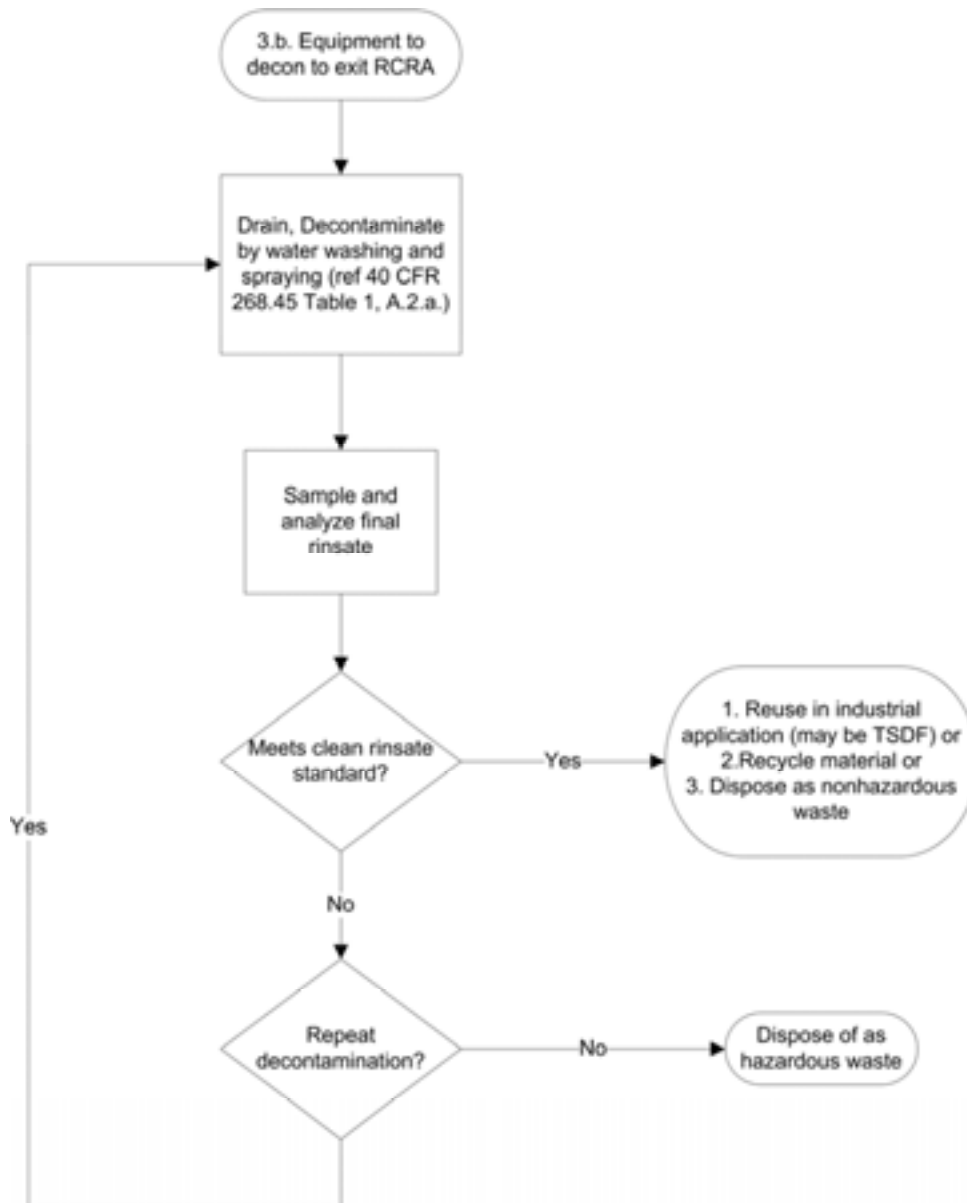 3.b. Equipment to
decon to exit RCRA
Drain, Decontaminate
by water washing and
spraying (ref 40 CFR
268.45 Table 1, A.2.a.)
Sample and
analyze final
rinsate
Meets clean rinsate
standard?
Yes
1. Reuse in industrial
application (may be TSDF) or
2.Recycle material or
3. Dispose as nonhazardous
waste
Yes
No
Repeat
decontamination?
No
Dispose of as
hazardous waste